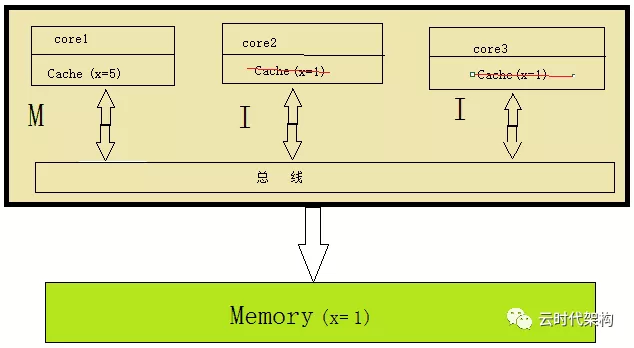 core1
core2
core3
Cache (x=5)
Cache (x=1)
Cache (x=1)
M
I
I
总 线
Memory (x= 1)
云时代架构